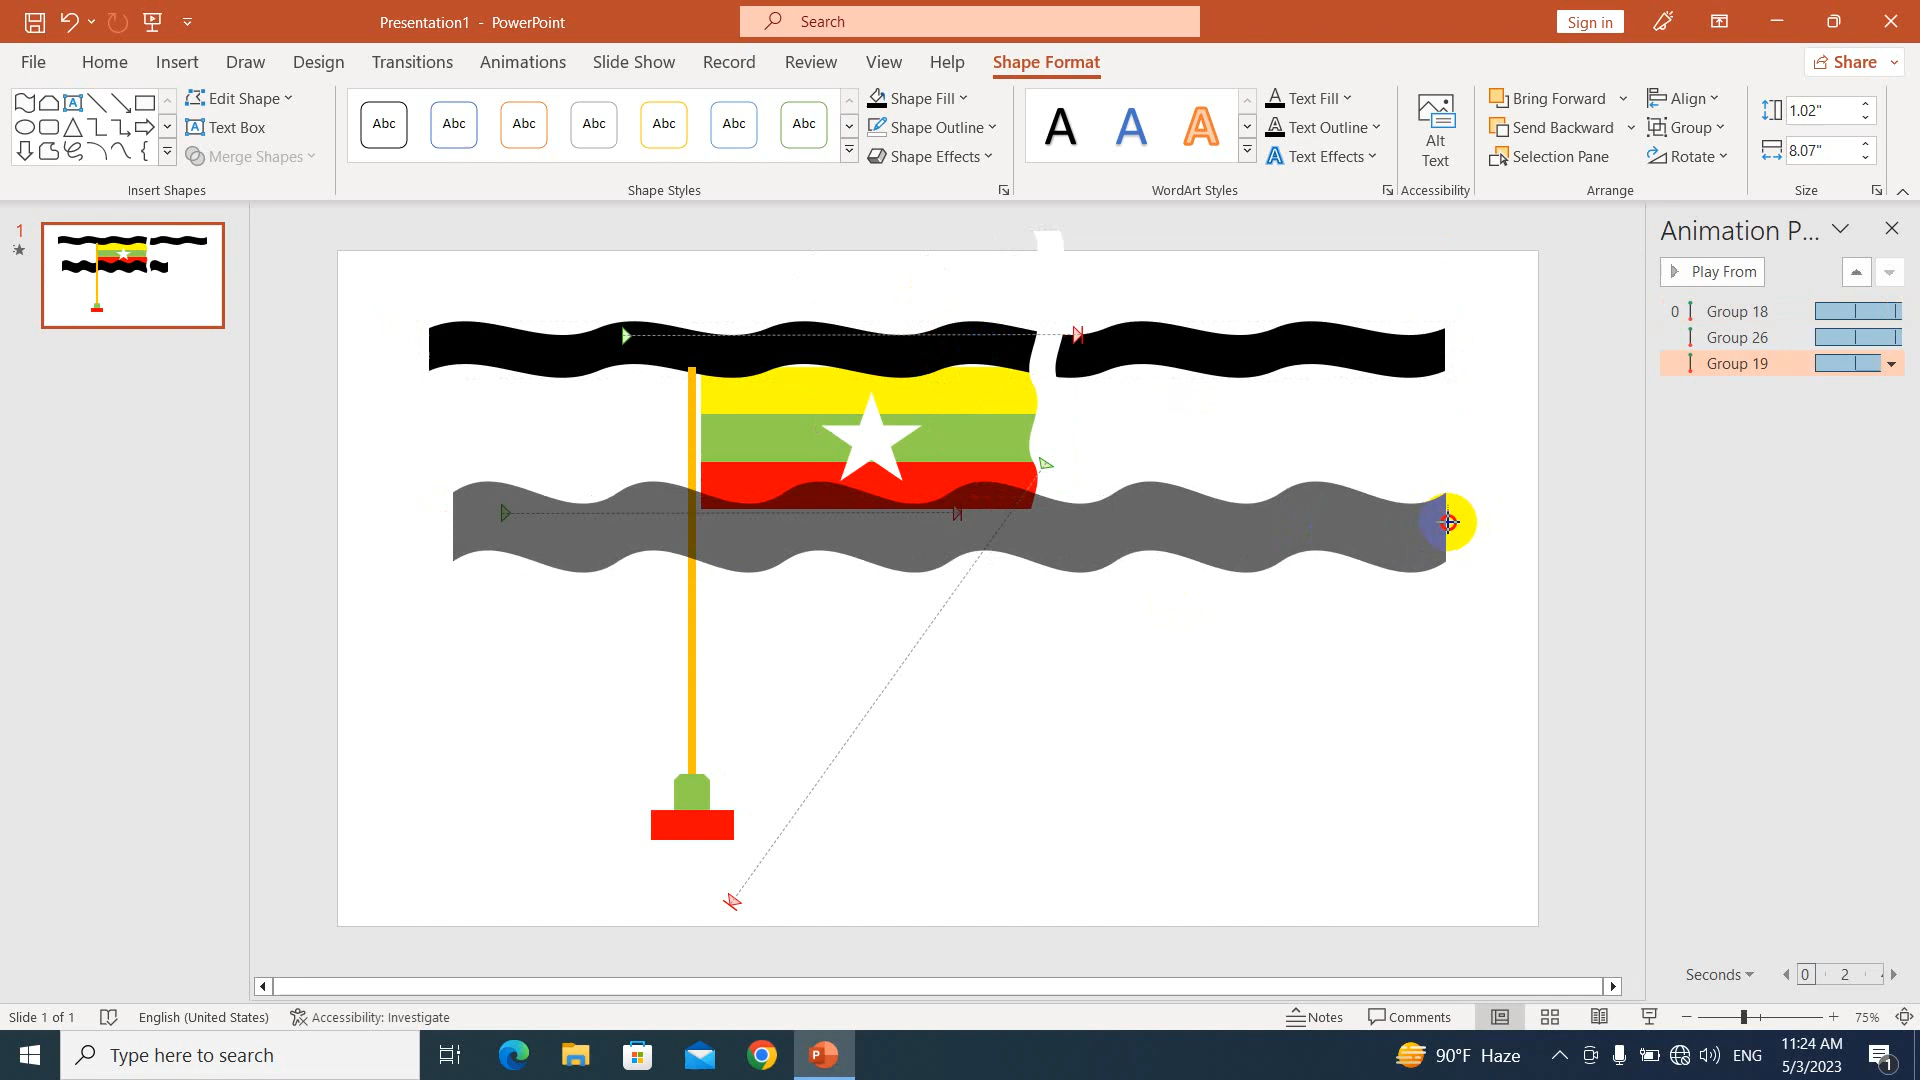 Presentation1 - PowerPoint
Search
Sign in
File Home Insert Draw Design Transitions Animations Slide Show Record Review View Help Shape Format
Share
Edit Shape
Text Box
Merge Shapes
Insert Shapes
Abc Abc Abc Abc Abc Abc Abc
Shape Fill
Shape Outline
Shape Effects
Shape Styles
A A A
Text Fill
Text Outline
Text Effects
WordArt Styles
Alt
Text
Accessibility
Bring Forward
Send Backward
Selection Pane
Align
Group
Rotate
Arrange
1.02"
8.07"
Size
1
Animation P...
Play From
0 Group 18
Group 26
Group 19
Seconds 0 2
Slide 1 of 1 English (United States) Accessibility: Investigate
Notes Comments 75%
Type here to search
90°F Haze
ENG
11:24 AM
5/3/2023
1